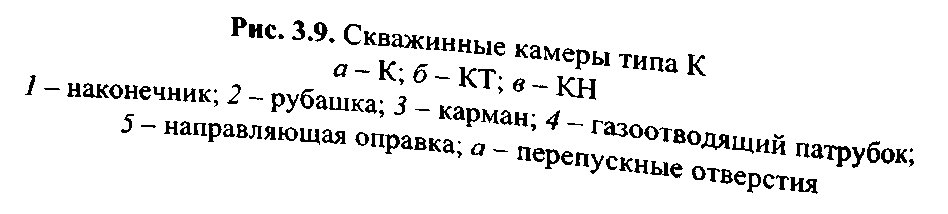 Рис. 3.9. Скважинные камеры типа К
а – К; б – КТ; в – КН
1 – наконечник; 2 – рубашка; 3 – карман; 4 – газоотводящий патрубок;
5 – направляющая оправка; а – перепускные отверстия